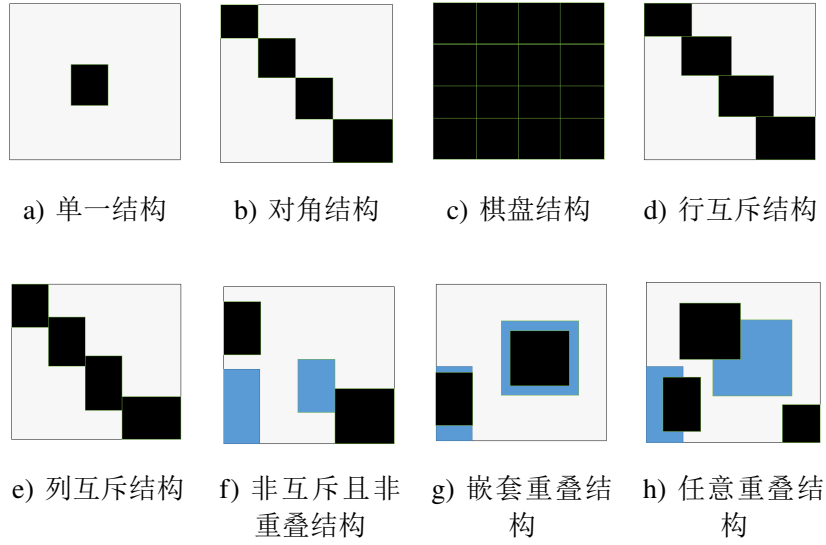 a) 单一结构
b) 对角结构
c) 棋盘结构
d) 行互斥结构
e) 列互斥结构
f) 非互斥且非
重叠结构
g) 嵌套重叠结
构
h) 任意重叠结
构